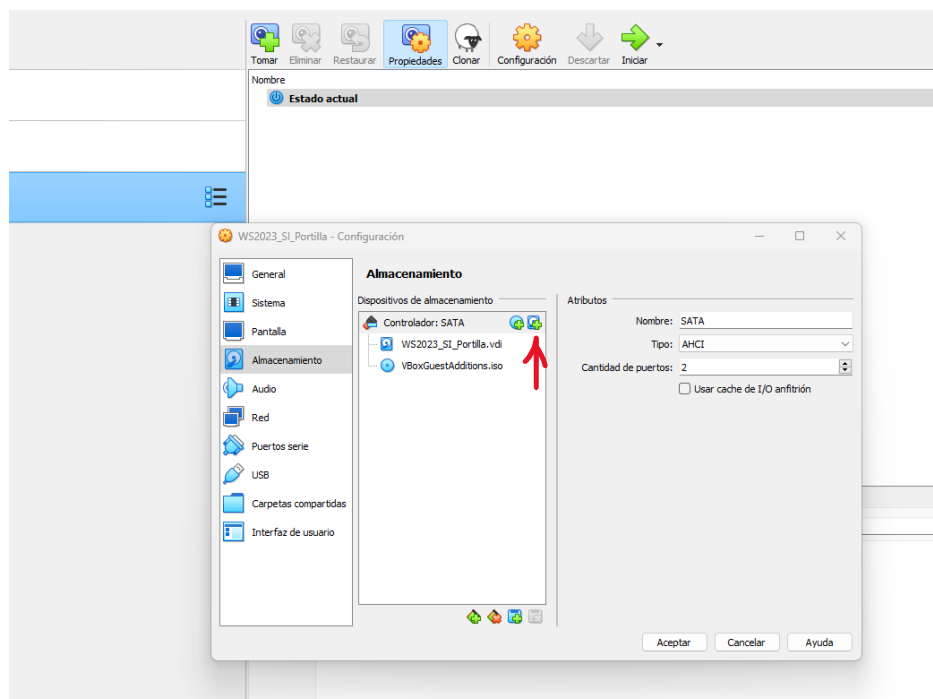 Tomar Eliminar Restaurar Propiedades Clonar Configuración Descartar Iniciar
Nombre
Estado actual
WS2023_SI_Portilla - Configuración
General
Sistema
Pantalla
Almacenamiento
Audio
Red
Puertos serie
USB
Carpetas compartidas
Interfaz de usuario
Almacenamiento
Dispositivos de almacenamiento
Controlador: SATA
WS2023_SI_Portilla.vdi
VBoxGuestAdditions.iso
Atributos
Nombre: SATA
Tipo: AHCI
Cantidad de puertos: 2
Usar cache de I/O anfitrión
Aceptar Cancelar Ayuda